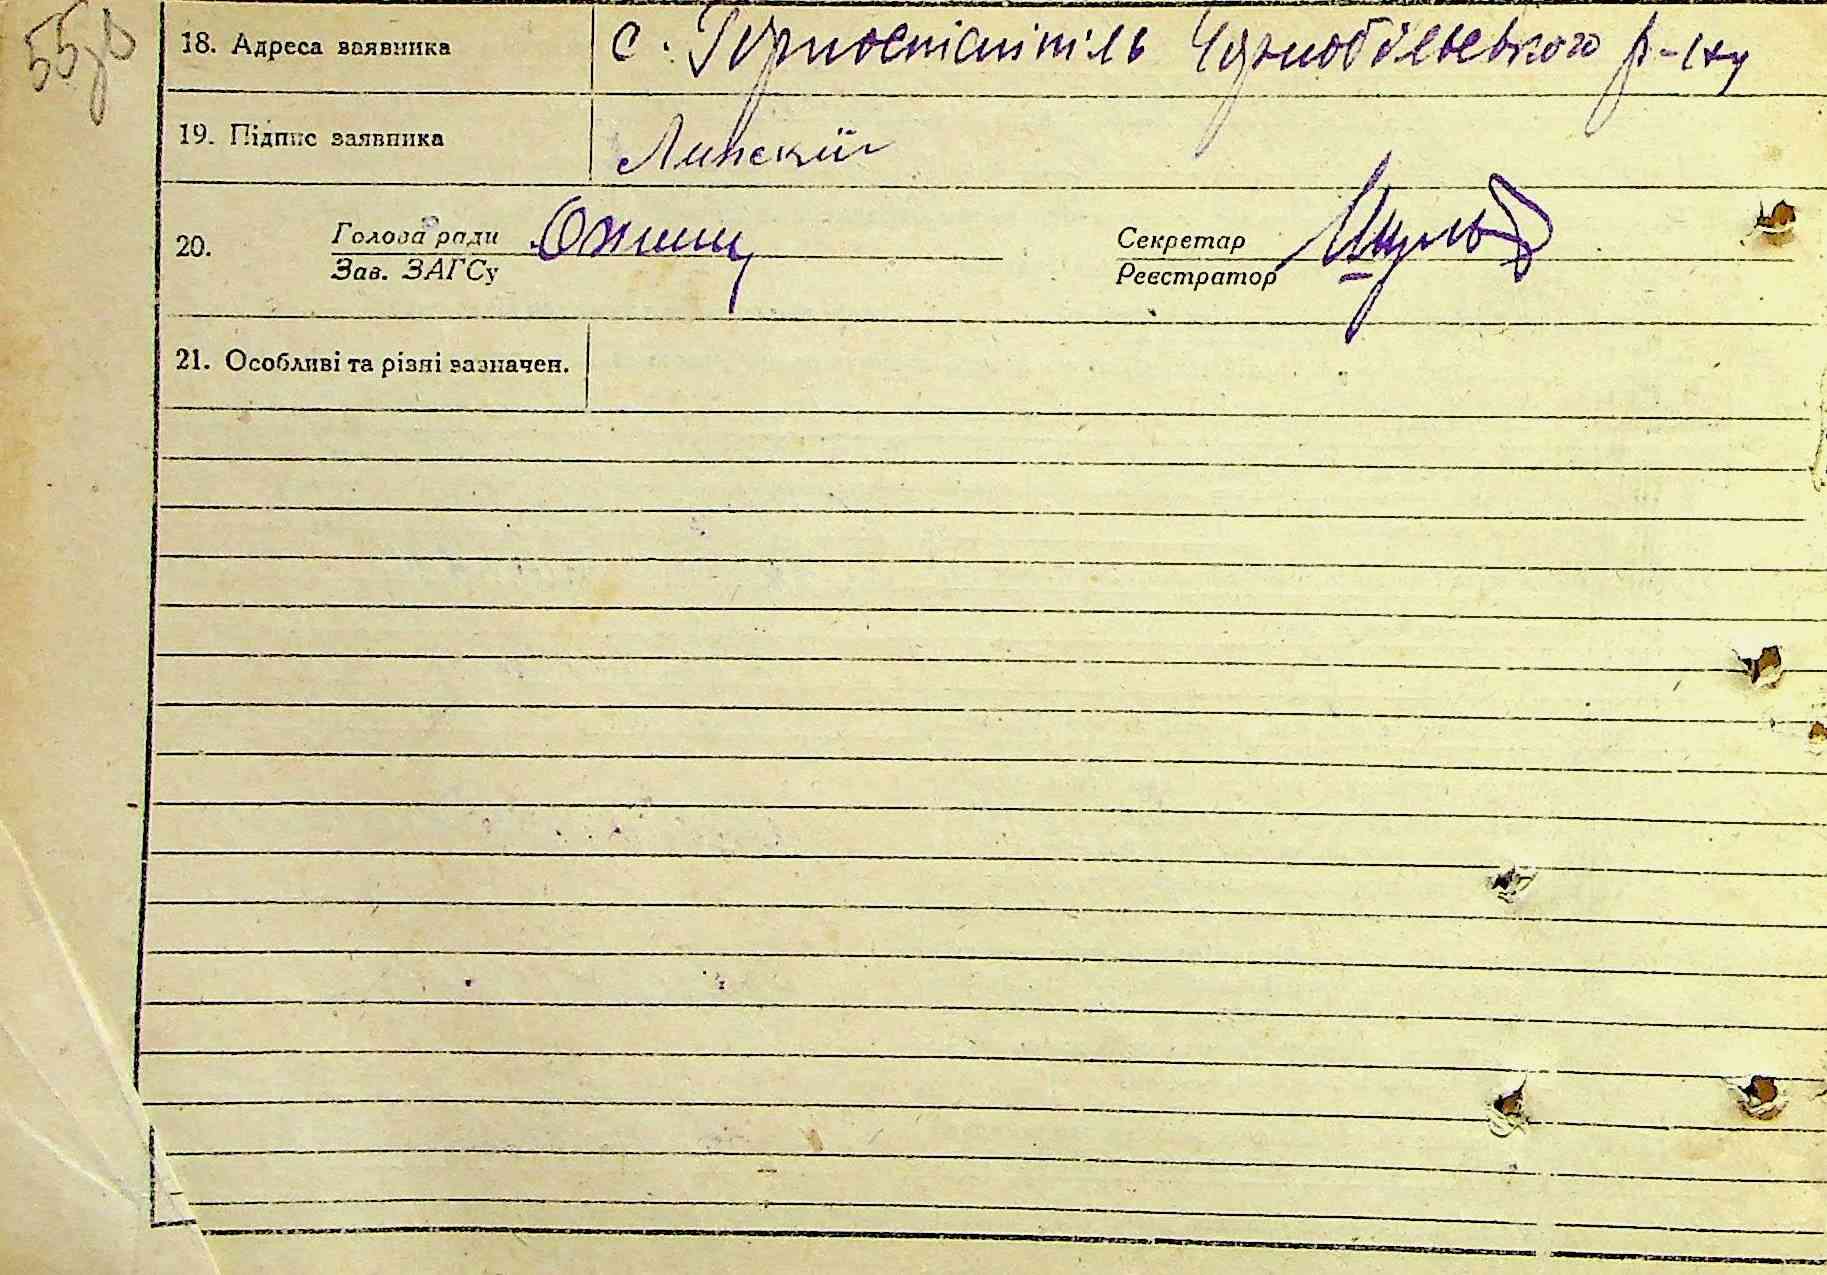 55зв
18. Адреса заявника с. Горностайпіль Чорнобільського р-ну
19. Підпис заявника Линский
20. Голова ради Секретар
Зав. ЗАГСу Реєстратор
21. Особливі та різні зазначен.